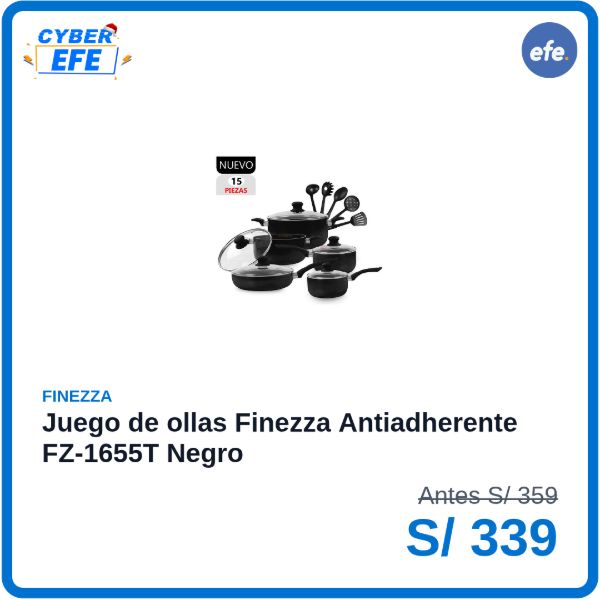 CYBER
EFE
efe.
NUEVO
15
PIEZAS
FINEZZA
Juego de ollas Finezza Antiadherente
FZ-1655T Negro
Antes S/ 359
S/ 339